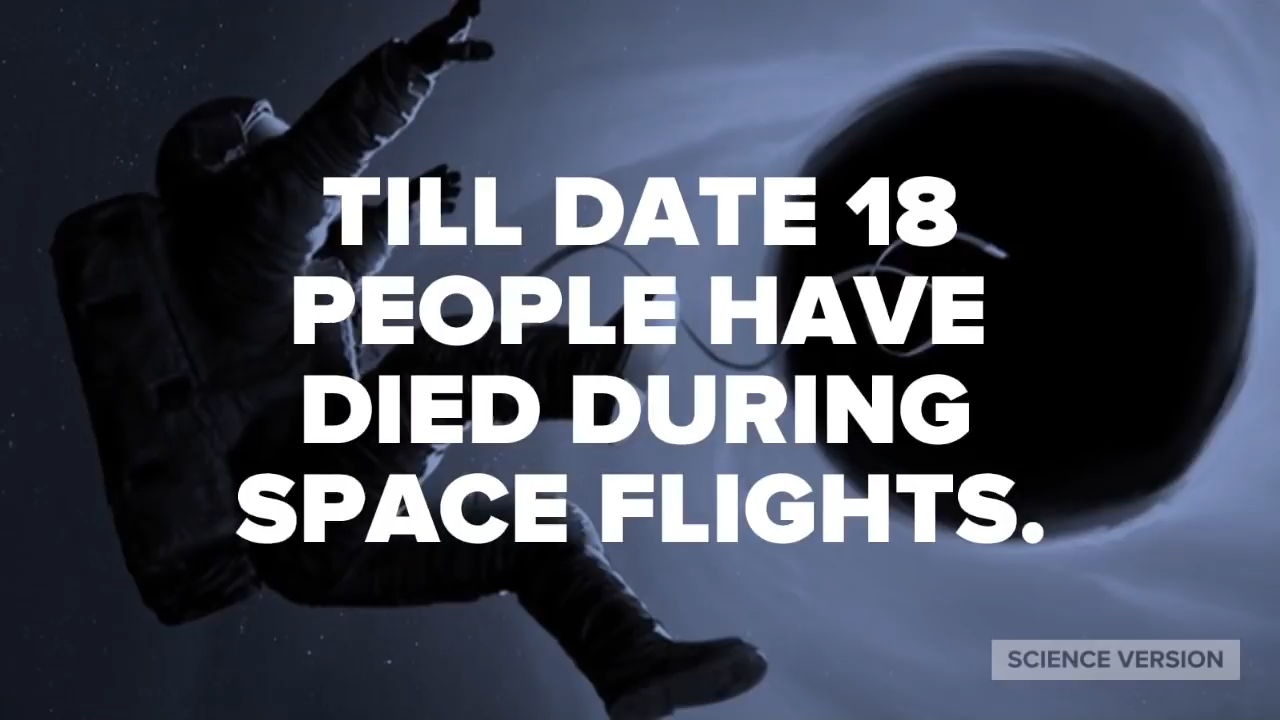 TILL DATE 18
PEOPLE HAVE
DIED DURING
SPACE FLIGHTS.
SCIENCE VERSION